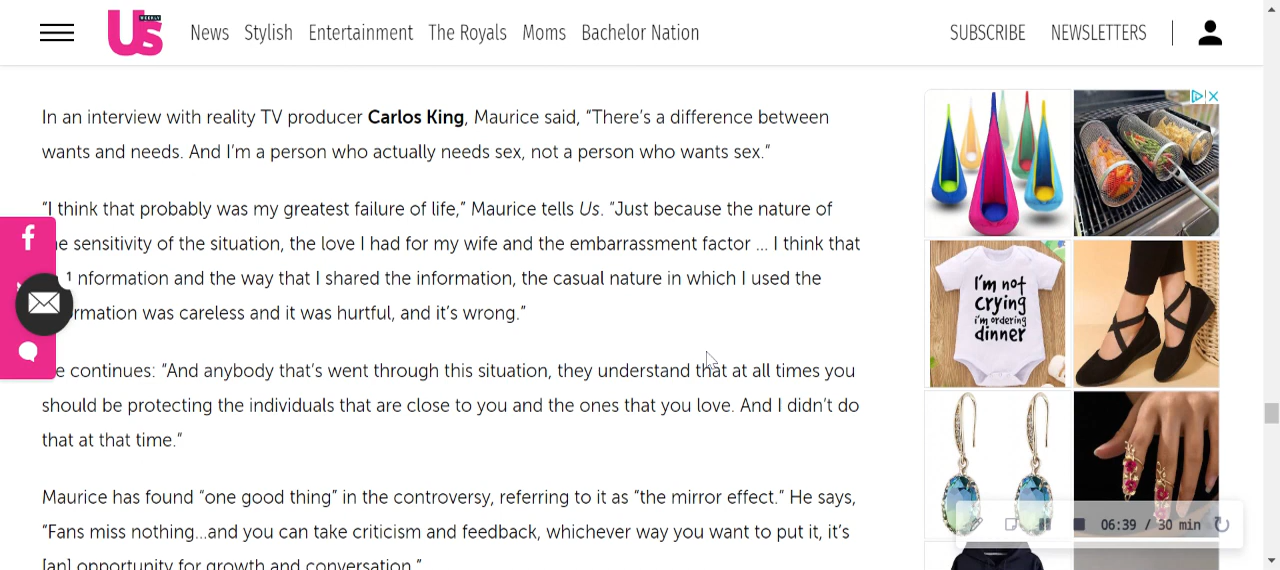 Us WEEKLY
News Stylish Entertainment The Royals Moms Bachelor Nation
SUBSCRIBE NEWSLETTERS
In an interview with reality TV producer Carlos King, Maurice said, “There’s a difference between
wants and needs. And I’m a person who actually needs sex, not a person who wants sex.”
“I think that probably was my greatest failure of life,” Maurice tells Us. “Just because the nature of
sensitivity of the situation, the love I had for my wife and the embarrassment factor … I think that
and the way that I shared the information, the casual nature in which I used the
was careless and it was hurtful, and it’s wrong.”
continues: “And anybody that’s went through this situation, they understand that at all times you
should be protecting the individuals that are close to you and the ones that you love. And I didn’t do
that at that time.”
Maurice has found “one good thing” in the controversy, referring to it as “the mirror effect.” He says,
“Fans miss nothing…and you can take criticism and feedback, whichever way you want to put it, it’s
[an] opportunity for growth and conversation.”
I'm not
crying
i'm ordering
dinner
06:39 / 30 min